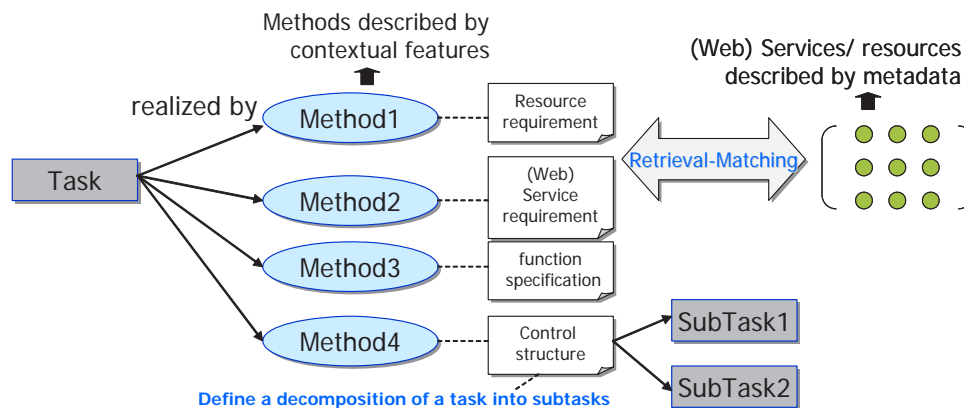 Methods described by
contextual features
(Web) Services/ resources
described by metadata
realized by
Method1
Resource
requirement
Retrieval-Matching
Task
Method2
(Web)
Service
requirement
Method3
function
specification
Method4
Control
structure
SubTask1
SubTask2
Define a decomposition of a task into subtasks